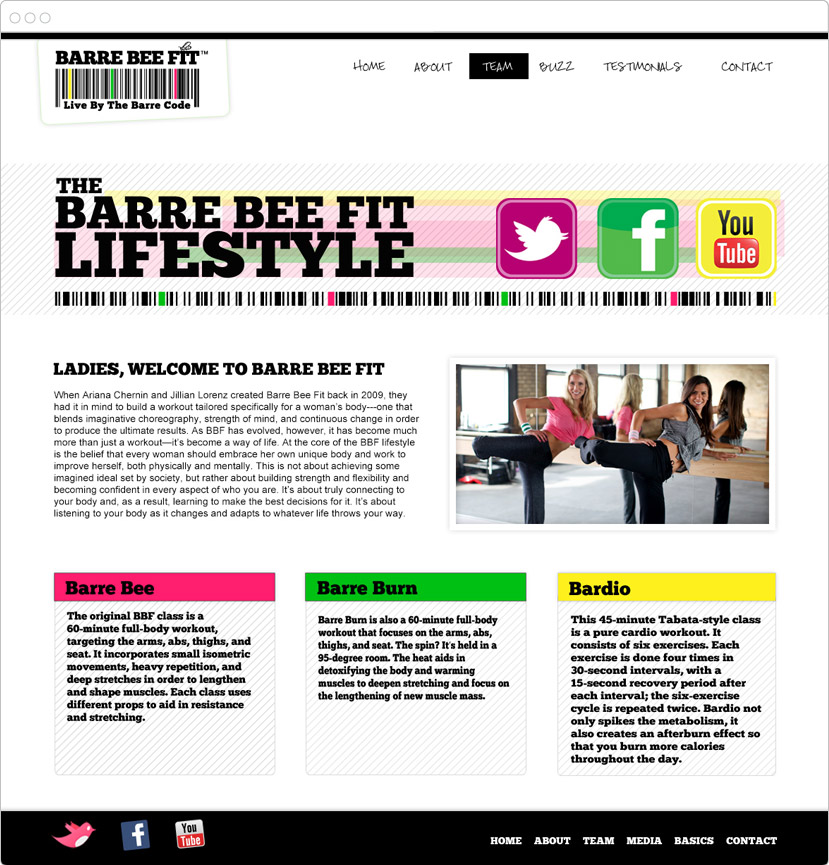 BARRE BEE FIT™
Live By The Barre Code
HOME ABOUT TEAM BUZZ TESTIMONIALS CONTACT
THE
BARRE BEE FIT
LIFESTYLE
f
You
Tube
LADIES, WELCOME TO BARRE BEE FIT
When Ariana Chernin and Jillian Lorenz created Barre Bee Fit back in 2009, they
had it in mind to build a workout tailored specifically for a woman's body---one that
blends imaginative choreography, strength of mind, and continuous change in order
to produce the ultimate results. As BBF has evolved, however, it has become much
more than just a workout—it's become a way of life. At the core of the BBF lifestyle
is the belief that every woman should embrace her own unique body and work to
improve herself, both physically and mentally. This is not about achieving some
imagined ideal set by society, but rather about building strength and flexibility and
becoming confident in every aspect of who you are. It's about truly connecting to
your body and, as a result, learning to make the best decisions for it. It's about
listening to your body as it changes and adapts to whatever life throws your way.
Barre Bee
The original BBF class is a
60-minute full-body workout,
targeting the arms, abs, thighs, and
seat. It incorporates small isometric
movements, heavy repetition, and
deep stretches in order to lengthen
and shape muscles. Each class uses
different props to aid in resistance
and stretching.
Barre Burn
Barre Burn is also a 60-minute full-body
workout that focuses on the arms, abs,
thighs, and seat. The spin? It's held in a
95-degree room. The heat aids in
detoxifying the body and warming
muscles to deepen stretching and focus on
the lengthening of new muscle mass.
Bardio
This 45-minute Tabata-style class
is a pure cardio workout. It
consists of six exercises. Each
exercise is done four times in
30-second intervals, with a
15-second recovery period after
each interval; the six-exercise
cycle is repeated twice. Bardio not
only spikes the metabolism, it
also creates an afterburn effect so
that you burn more calories
throughout the day.
f
You
Tube
HOME ABOUT TEAM MEDIA BASICS CONTACT